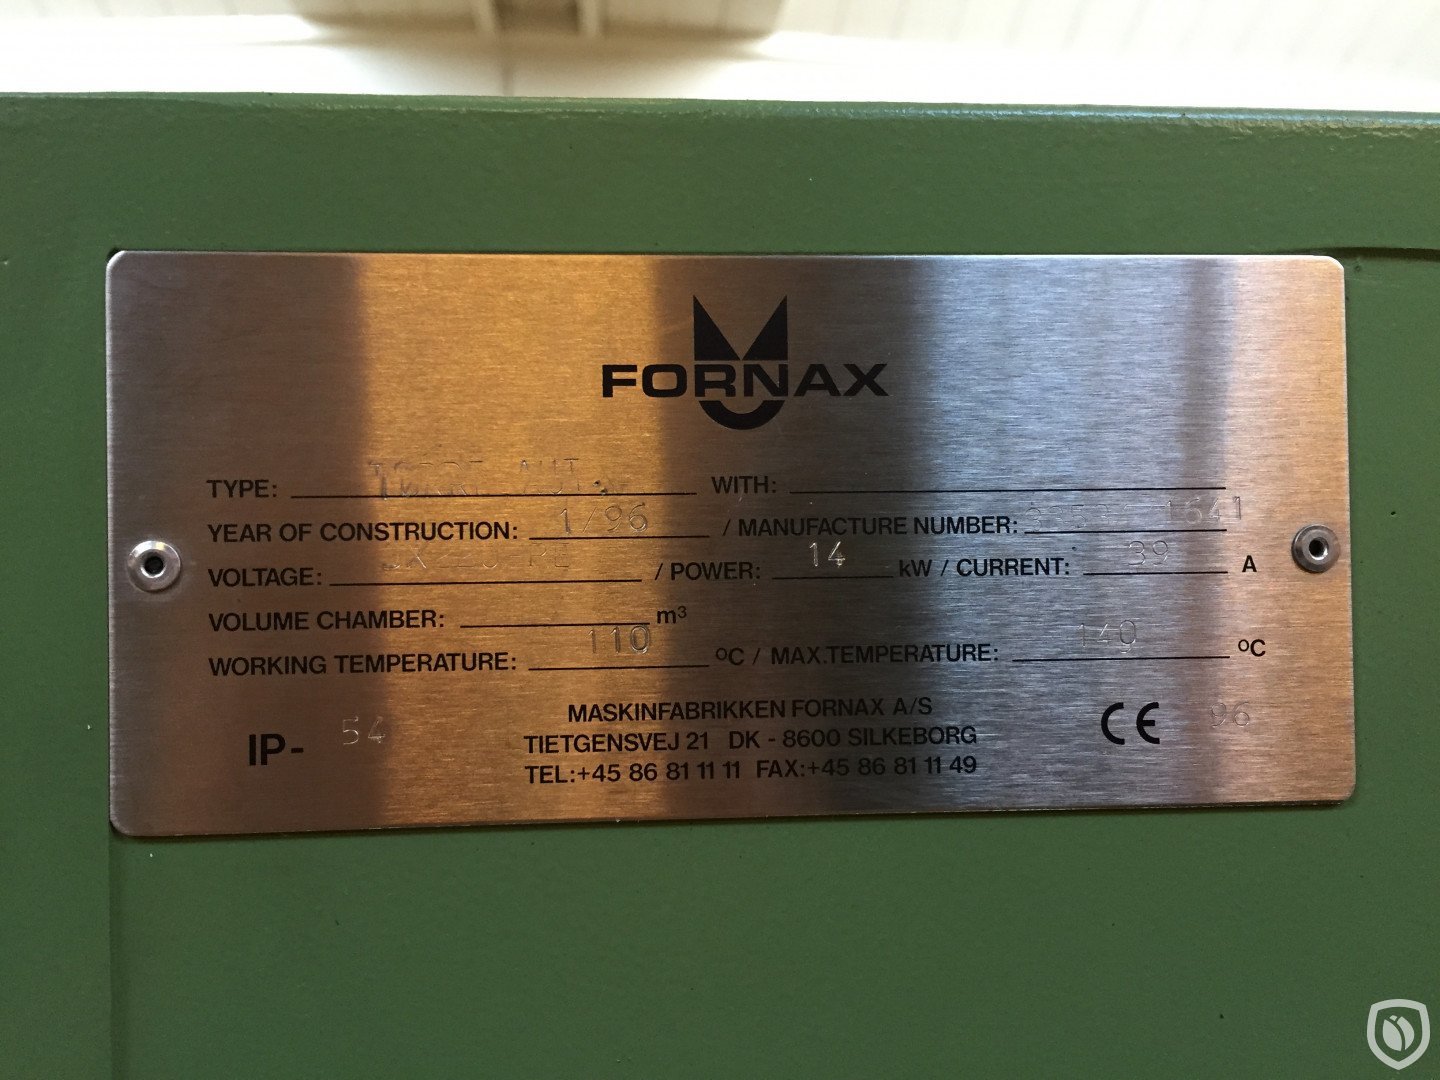 FORNAX
TYPE: WITH:
YEAR OF CONSTRUCTION: 1/96 / MANUFACTURE NUMBER:
VOLTAGE: / POWER: 14 kW / CURRENT: 39 A
VOLUME CHAMBER: m³
WORKING TEMPERATURE: 110 ºC / MAX.TEMPERATURE: 140 ºC
IP- 54
MASKINFABRIKKEN FORNAX A/S
TIETGENSVEJ 21 DK - 8600 SILKEBORG
TEL:+45 86 81 11 11 FAX:+45 86 81 11 49
CE 96